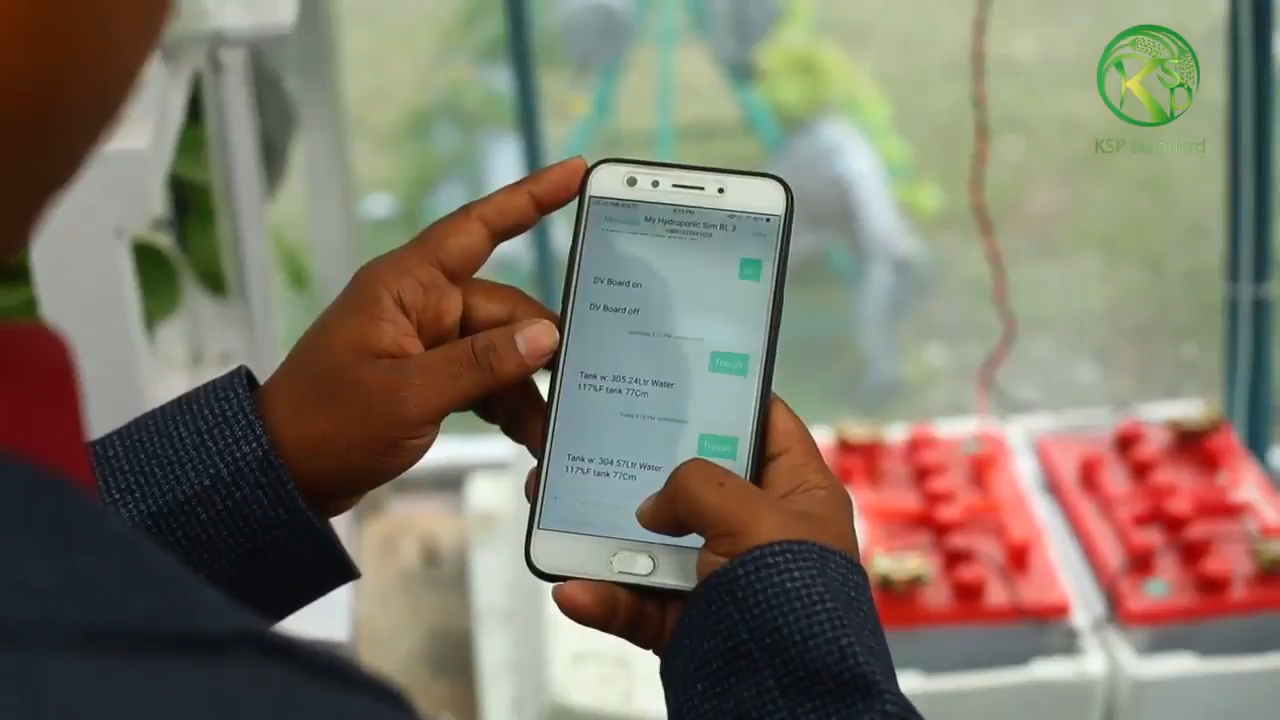 KSP
KSP Standard
My Hydroponic Sim BL 3
DV Board on
DV Board off
Tank w: 305.24Ltr Water:
117%F tank 77Cm
Tank w: 304.57Ltr Water:
117%F tank 77Cm